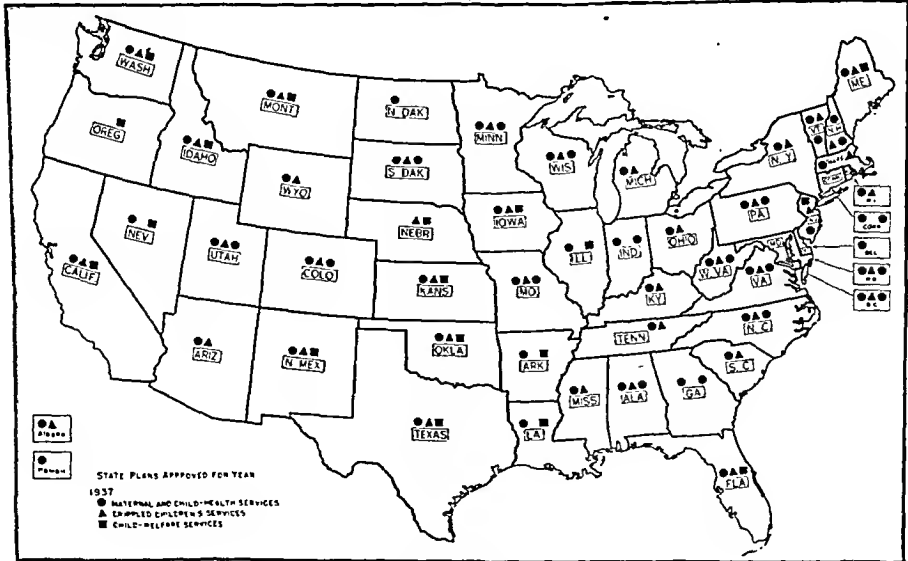 WASH
MONT
N DAK
MINN
ME
OREG
IDAHO
S DAK
WIS
MICH
N.Y.
VT
N.H.
WYO
IOWA
PA
NEBR
NEV.
UTAH
COLO
ILL
IND
OHIO
CONN
DEL
CALIF
KANS
MO
W.VA
VA
D C
KY
ARIZ
N MEX
OKLA
ARK
TENN
N.C.
S.C.
TEXAS
LA
MISS
ALA
GA
FLA
ALASKA
HAWAII
STATE PLANS APPROVED FOR YEAR
1937
MATERNAL AND CHILD-HEALTH SERVICES
CRIPPLED CHILDREN'S SERVICES
CHILD-WELFARE SERVICES